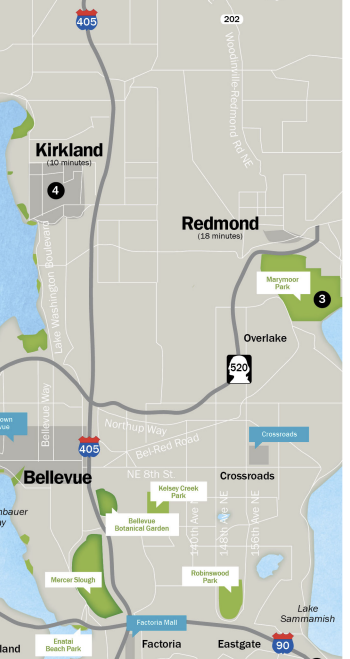 405
202
Woodinville-Redmond
Rd NE
Kirkland
(10 minutes)
4
Redmond
(18 minutes)
Lake Washington Boulevard
Marymoor
Park
3
Overlake
520
Bellevue Way
Northup Way
Bel-Red Road
Crossroads
405
NE 8th St
Bellevue
Crossroads
Kelsey Creek
Park
Bellevue
Botanical Garden
140th Ave NE
148th Ave NE
156th Ave NE
Mercer Slough
Robinswood
Park
Lake
Sammamish
Factoria Mall
Enatai
Beach Park
Factoria
Eastgate
90